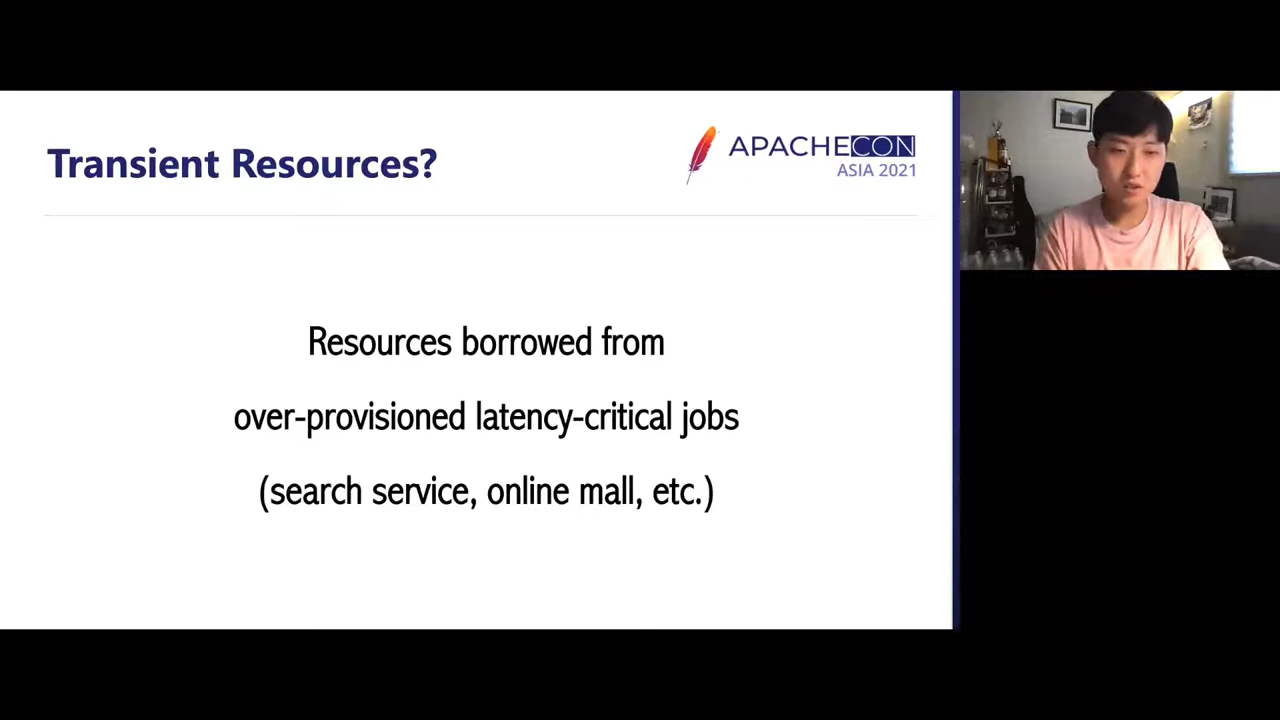 Transient Resources?
APACHECON
ASIA 2021
Resources borrowed from
over-provisioned latency-critical jobs
(search service, online mall, etc.)